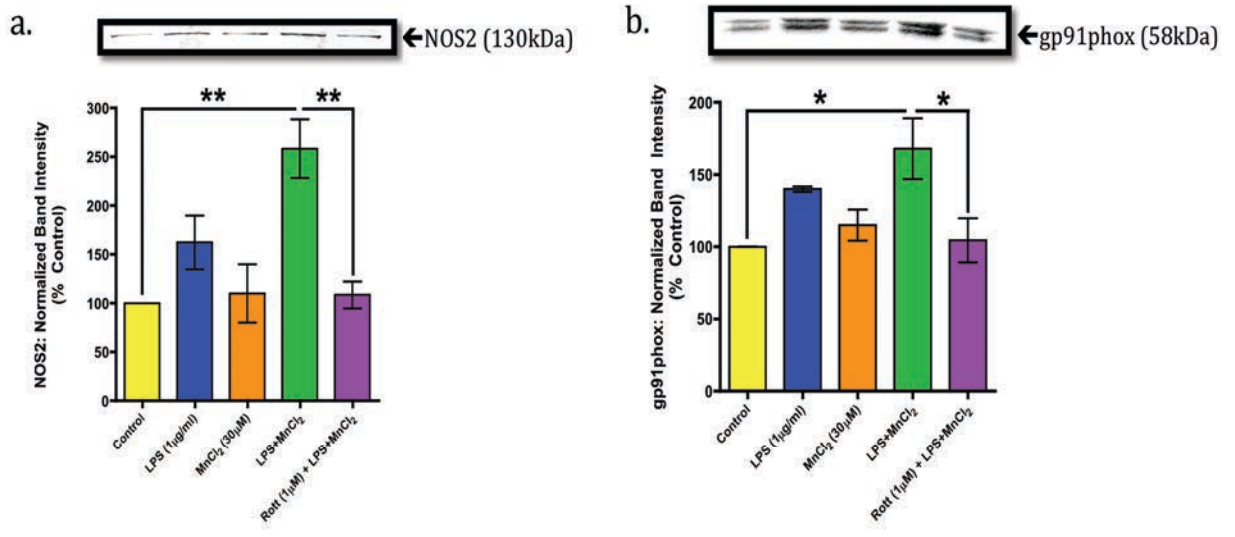 a.
←NOS2 (130kDa)
** **
300
250
200
150
100
50
0
NOS2: Normalized Band Intensity
(% Control)
Control
LPS (1μg/ml)
MnCl₂ (30μM)
LPS+MnCl₂
Rott (1μM) + LPS+MnCl₂
b.
←gp91phox (58kDa)
* *
200
150
100
50
0
gp91phox: Normalized Band Intensity
(% Control)
Control
LPS (1μg/ml)
MnCl₂ (30μM)
LPS+MnCl₂
Rott (1μM) + LPS+MnCl₂